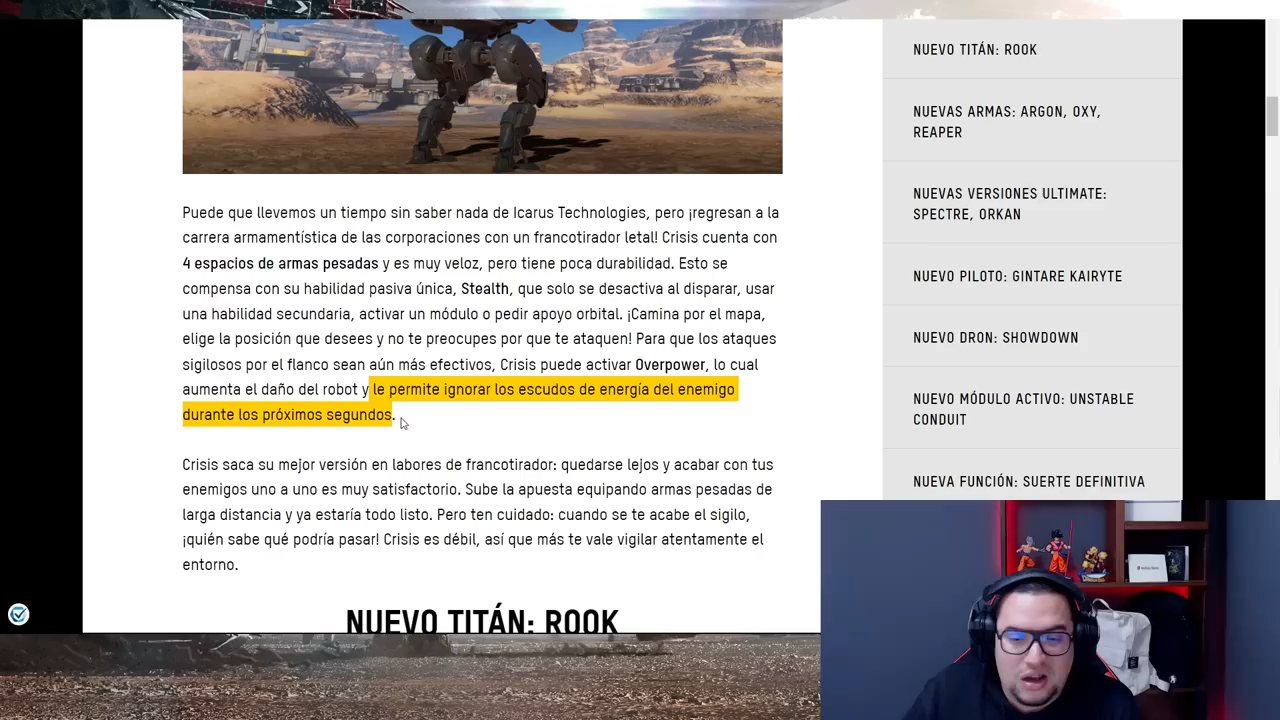 Puede que llevemos un tiempo sin saber nada de Icarus Technologies, pero ¡regresan a la
carrera armamentística de las corporaciones con un francotirador letal! Crisis cuenta con
4 espacios de armas pesadas y es muy veloz, pero tiene poca durabilidad. Esto se
compensa con su habilidad pasiva única, Stealth, que solo se desactiva al disparar, usar
una habilidad secundaria, activar un módulo o pedir apoyo orbital. ¡Camina por el mapa,
elige la posición que desees y no te preocupes por que te ataquen! Para que los ataques
sigilosos por el flanco sean aún más efectivos, Crisis puede activar Overpower, lo cual
aumenta el daño del robot y le permite ignorar los escudos de energía del enemigo
durante los próximos segundos.
Crisis saca su mejor versión en labores de francotirador: quedarse lejos y acabar con tus
enemigos uno a uno es muy satisfactorio. Sube la apuesta equipando armas pesadas de
larga distancia y ya estaría todo listo. Pero ten cuidado: cuando se te acabe el sigilo,
¡quién sabe qué podría pasar! Crisis es débil, así que más te vale vigilar atentamente el
entorno.
NUEVO TITÁN: ROOK
NUEVO TITÁN: ROOK
NUEVAS ARMAS: ARGON, OXY,
REAPER
NUEVAS VERSIONES ULTIMATE:
SPECTRE, ORKAN
NUEVO PILOTO: GINTARE KAIRYTE
NUEVO DRON: SHOWDOWN
NUEVO MÓDULO ACTIVO: UNSTABLE
CONDUIT
NUEVA FUNCIÓN: SUERTE DEFINITIVA